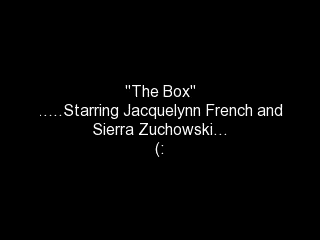 "The Box"
.....Starring Jacquelynn French and
Sierra Zuchowski...
(: